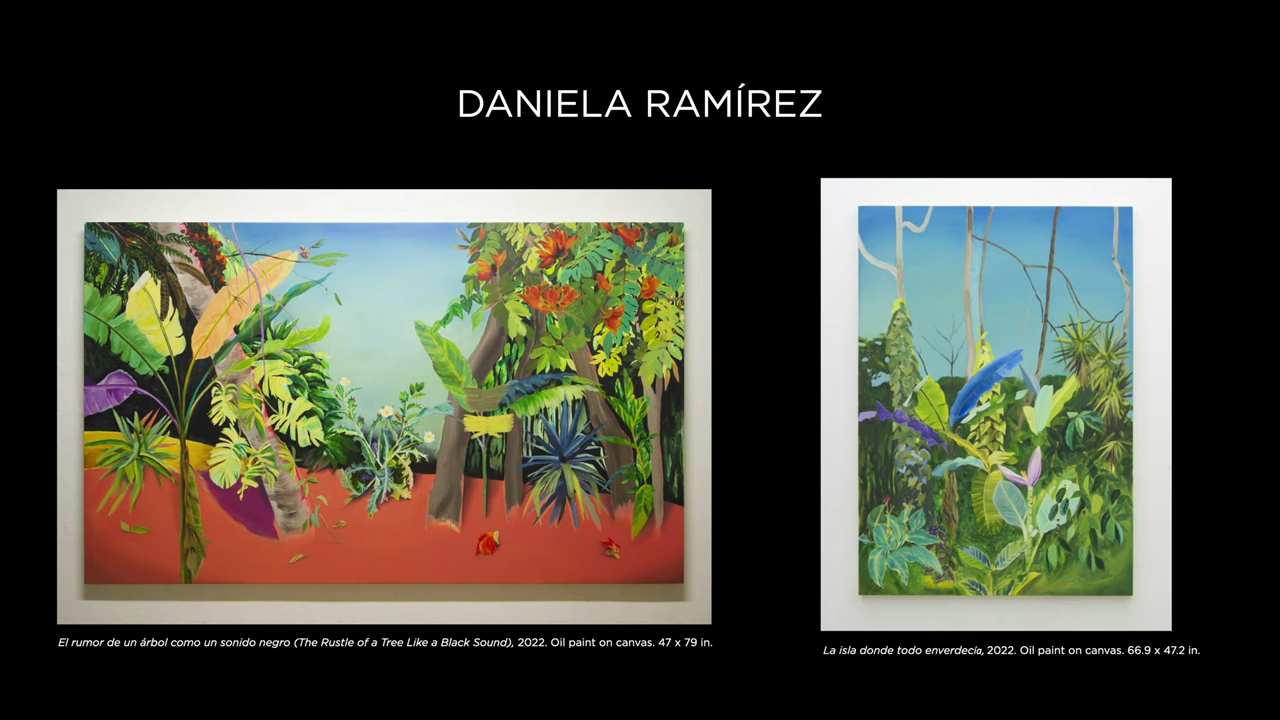 DANIELA RAMÍREZ
El rumor de un árbol como un sonido negro (The Rustle of a Tree Like a Black Sound), 2022. Oil paint on canvas. 47 x 79 in.
La isla donde todo enverdecía, 2022. Oil paint on canvas. 66.9 x 47.2 in.